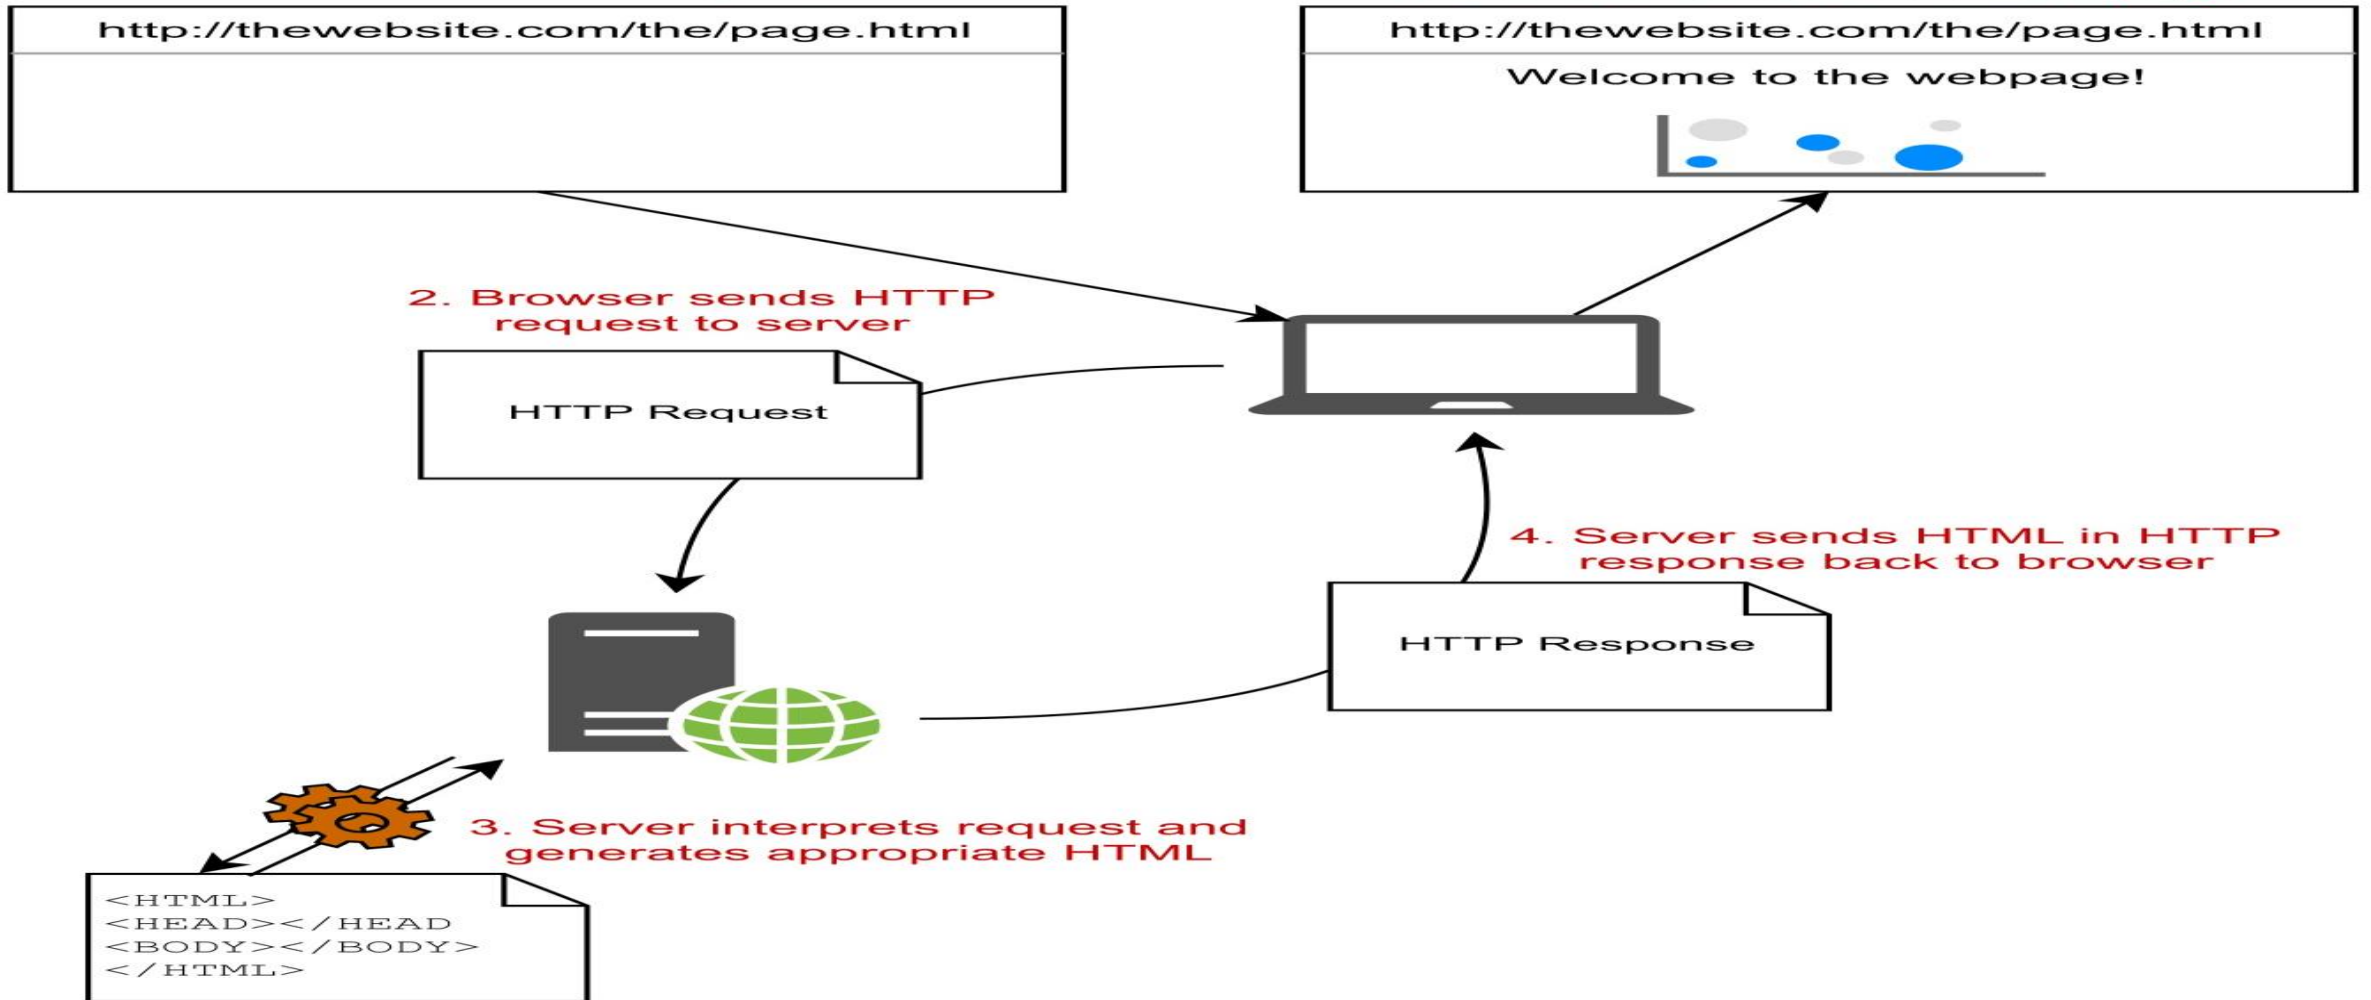 http://thewebsite.com/the/page.html
http://thewebsite.com/the/page.html
Welcome to the webpage!
2. Browser sends HTTP
request to server
HTTP Request
4. Server sends HTML in HTTP
response back to browser
HTTP Response
3. Server interprets request and
generates appropriate HTML
<HTML>
<HEAD></HEAD
<BODY></BODY>
</HTML>